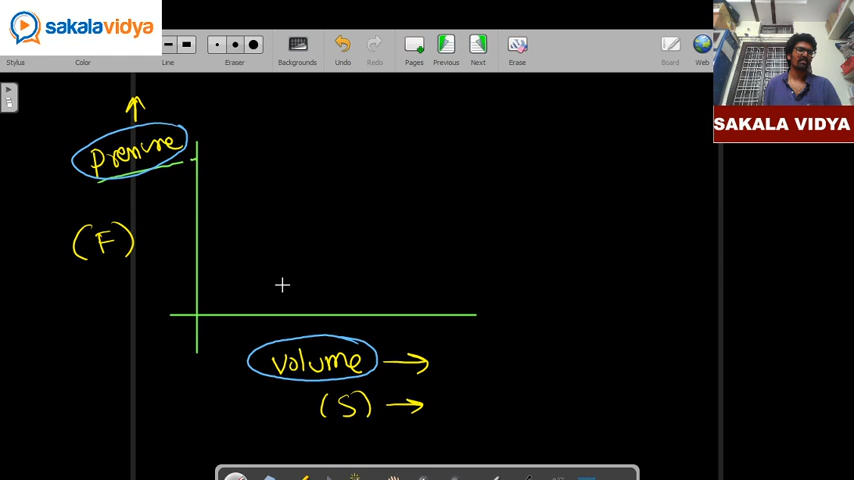 sakalavidya
Stylus
Color
Line
Eraser
Backgrounds
Undo
Redo
Pages
Previous
Next
Erase
Board
Web
SAKALA VIDYA
Pressure
(F)
volume
(S)